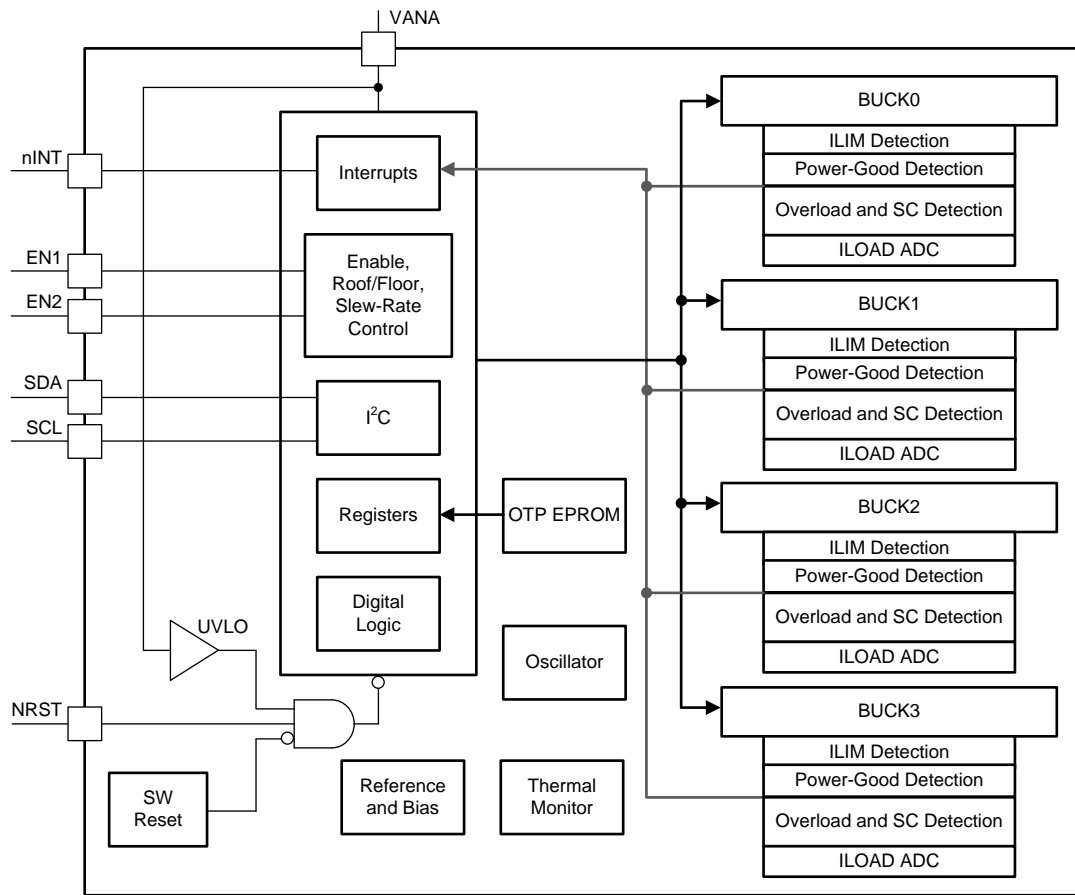 VANA
nINT
EN1
EN2
SDA
SCL
NRST
Interrupts
Enable,
Roof/Floor,
Slew-Rate
Control
I²C
Registers
Digital
Logic
OTP EPROM
Oscillator
UVLO
SW
Reset
Reference
and Bias
Thermal
Monitor
BUCK0
ILIM Detection
Power-Good Detection
Overload and SC Detection
ILOAD ADC
BUCK1
ILIM Detection
Power-Good Detection
Overload and SC Detection
ILOAD ADC
BUCK2
ILIM Detection
Power-Good Detection
Overload and SC Detection
ILOAD ADC
BUCK3
ILIM Detection
Power-Good Detection
Overload and SC Detection
ILOAD ADC